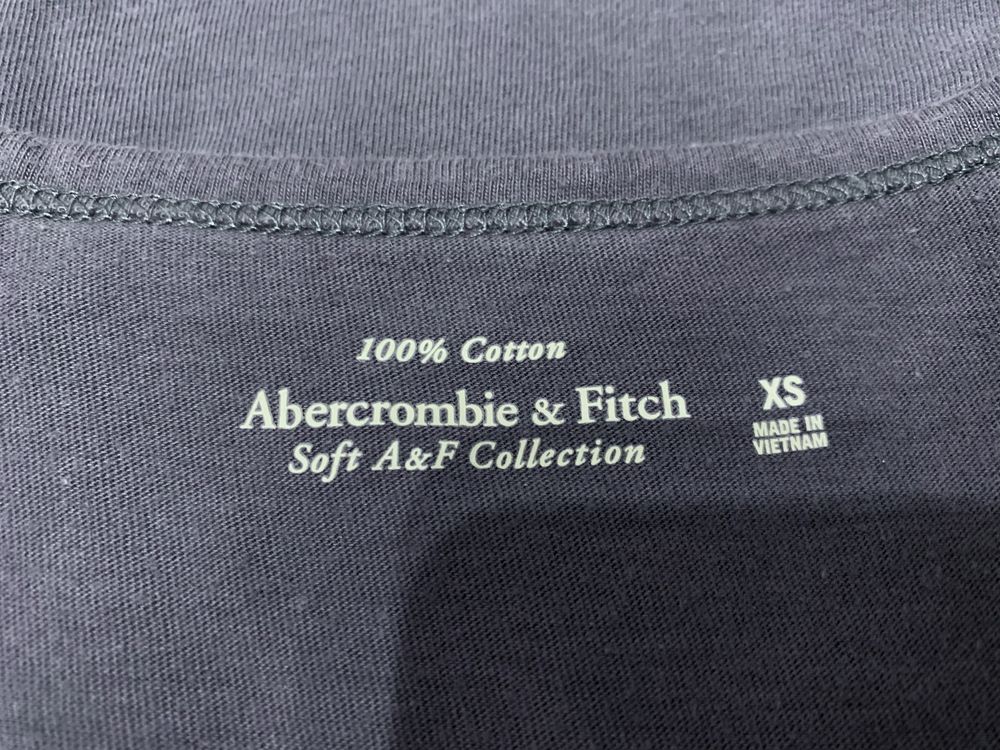 100% Cotton
Abercrombie & Fitch
Soft A&F Collection
XS
MADE IN
VIETNAM